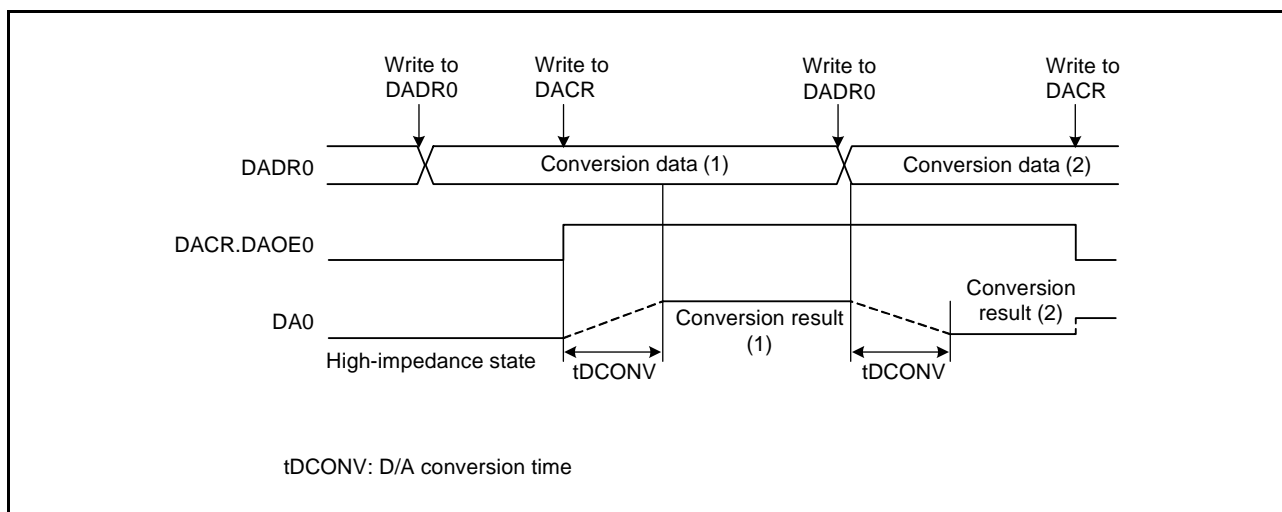 Write to
DADR0
Write to
DACR
Write to
DADR0
Write to
DACR
DADR0
Conversion data (1)
Conversion data (2)
DACR.DAOE0
DA0
Conversion result
(1)
Conversion
result (2)
High-impedance state
tDCONV
tDCONV
tDCONV: D/A conversion time